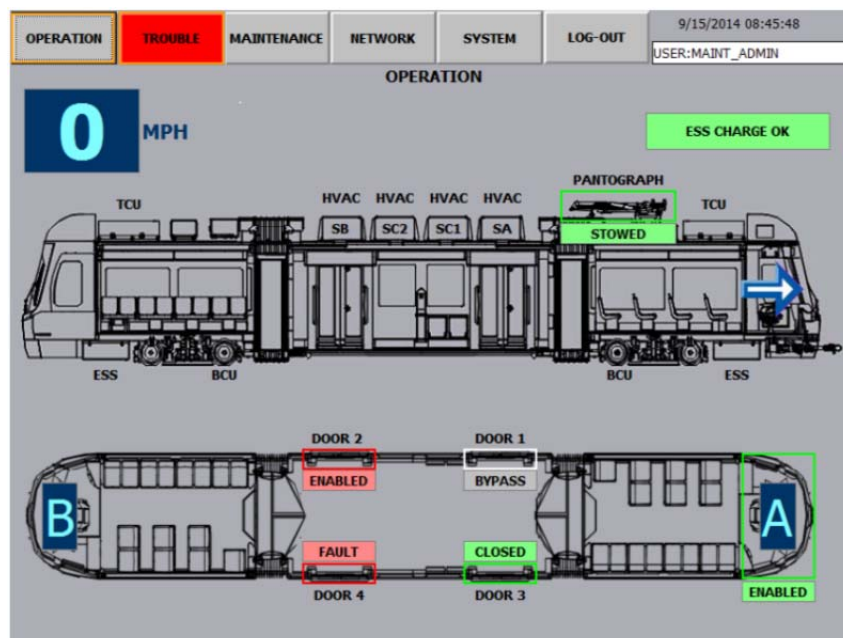 OPERATION TROUBLE MAINTENANCE NETWORK SYSTEM LOG-OUT 9/15/2014 08:45:48
USER:MAINT_ADMIN
OPERATION
0 MPH
ESS CHARGE OK
PANTOGRAPH
TCU HVAC HVAC HVAC HVAC TCU
SB SC2 SC1 SA STOWED
ESS BCU BCU ESS
DOOR 2 DOOR 1
ENABLED BYPASS
B A
FAULT CLOSED
DOOR 4 DOOR 3 ENABLED